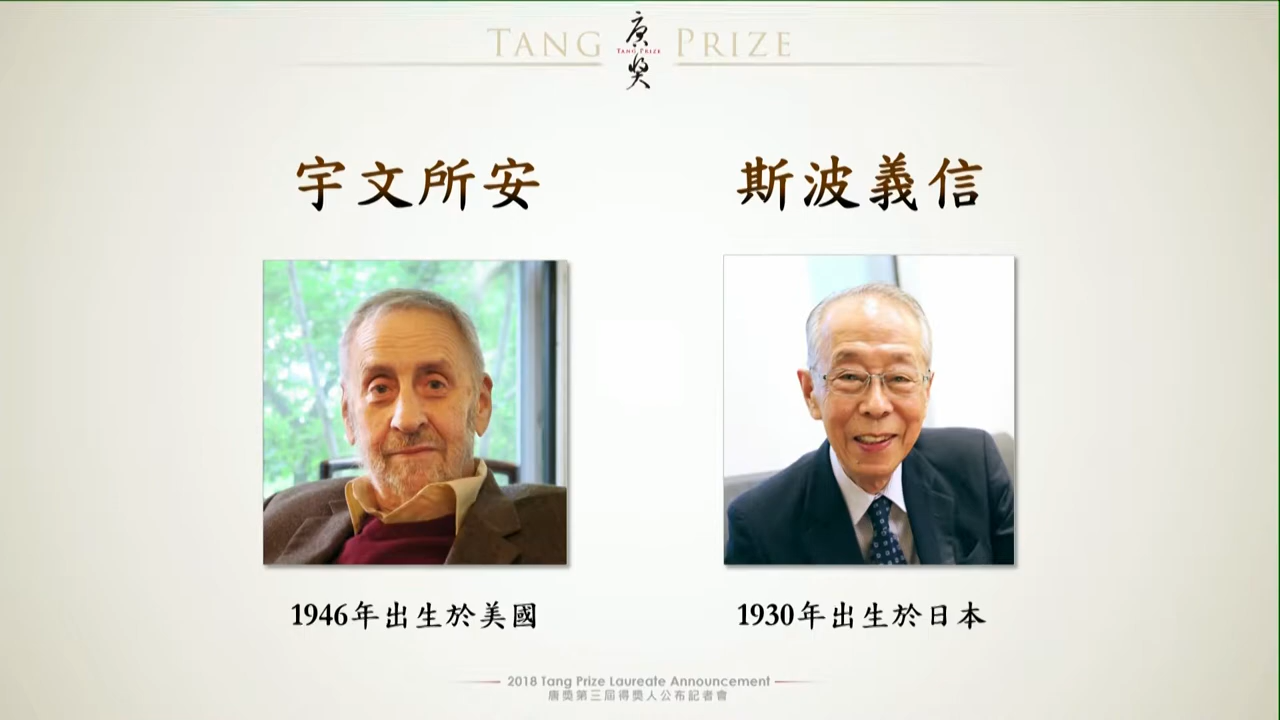 TANG 唐獎 PRIZE
TANG PRIZE
宇文所安
斯波義信
1946年出生於美國
1930年出生於日本
2018 Tang Prize Laureate Announcement
唐獎第三屆得獎人公布記者會